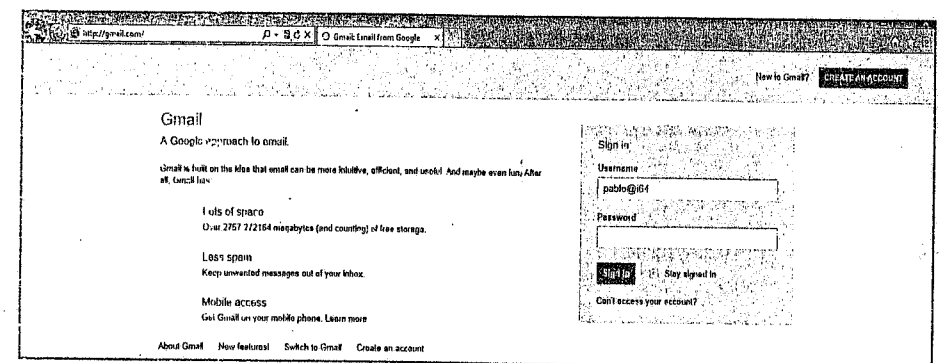 http://gmail.com/
Gmail: Email from Google
New to Gmail? CREATE AN ACCOUNT
Gmail
A Google approach to email.
Gmail is built on the idea that email can be more intuitive, efficient, and useful. And maybe even fun. After
all, Gmail has:
Lots of space
Over 2757.272164 megabytes (and counting) of free storage.
Less spam
Keep unwanted messages out of your inbox.
Mobile access
Get Gmail on your mobile phone. Learn more
About Gmail New features! Switch to Gmail Create an account
Sign in
Username
pablo@i64
Password
Sign in Stay signed in
Can't access your account?